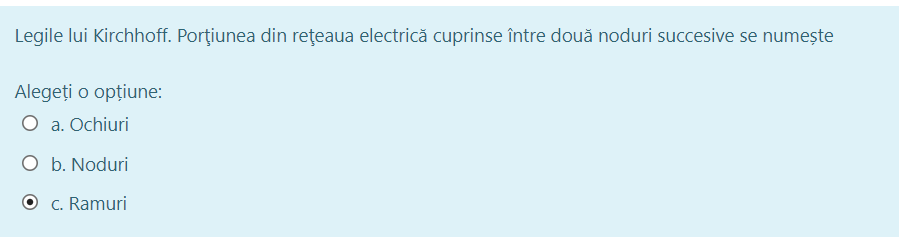 Legile lui Kirchhoff. Porţiunea din reţeaua electrică cuprinse între două noduri succesive se numește
Alegeți o opțiune:
a. Ochiuri
b. Noduri
c. Ramuri